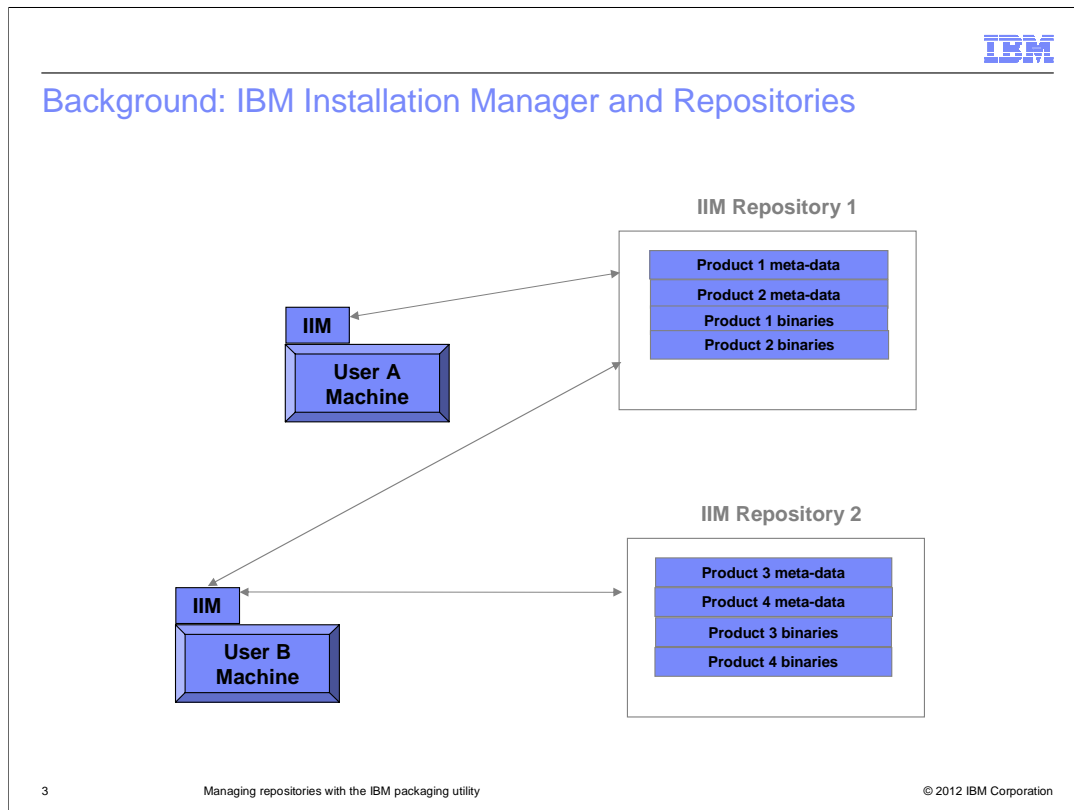 IBM
Background: IBM Installation Manager and Repositories
IIM Repository 1
Product 1 meta-data
Product 2 meta-data
Product 1 binaries
Product 2 binaries
IIM
User A
Machine
IIM Repository 2
Product 3 meta-data
Product 4 meta-data
Product 3 binaries
Product 4 binaries
IIM
User B
Machine
3
Managing repositories with the IBM packaging utility
© 2012 IBM Corporation